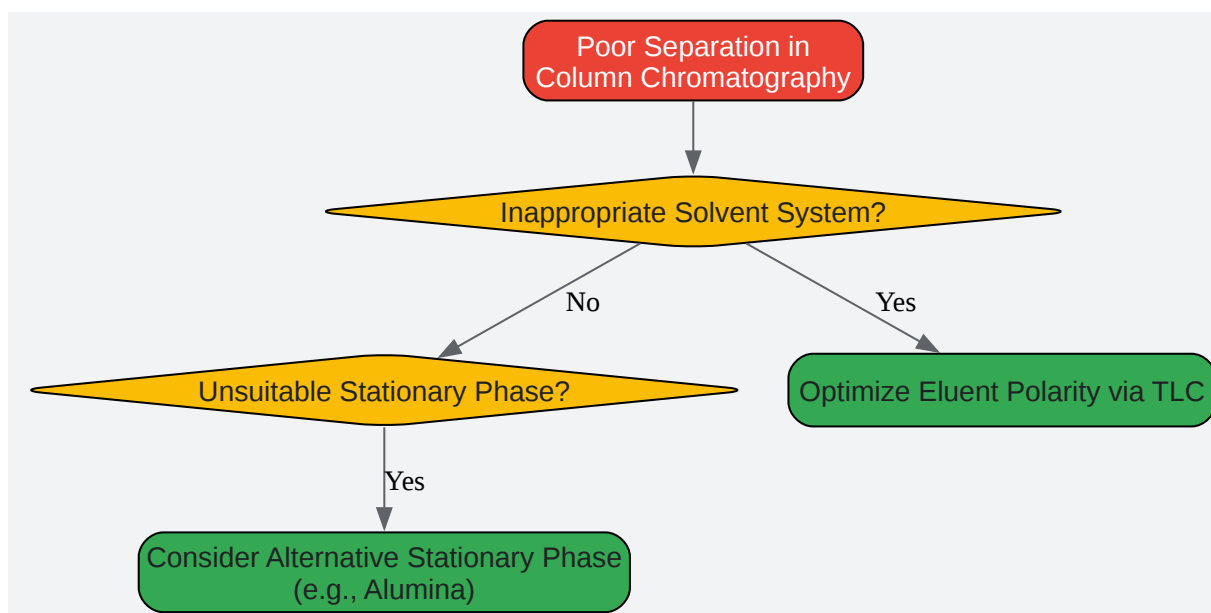 Poor Separation in
Column Chromatography
Inappropriate Solvent System?
No
Yes
Unsuitable Stationary Phase?
Optimize Eluent Polarity via TLC
Yes
Consider Alternative Stationary Phase
(e.g., Alumina)